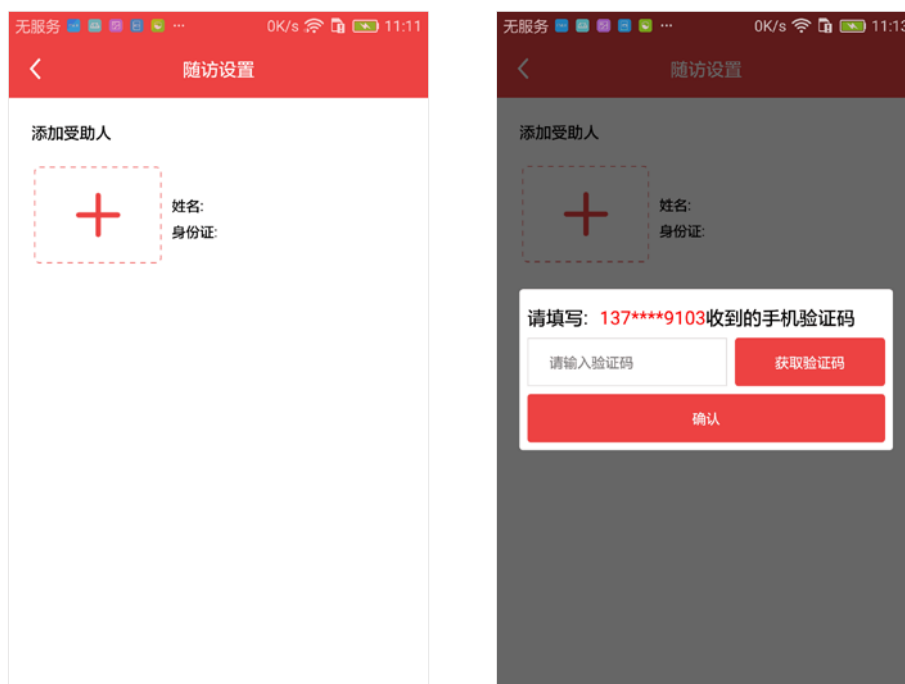 无服务 ... 0K/s 11:11
随访设置
添加受助人
姓名:
身份证:
无服务 ... 0K/s 11:13
随访设置
添加受助人
姓名:
身份证:
请填写: 137****9103收到的手机验证码
请输入验证码 获取验证码
确认